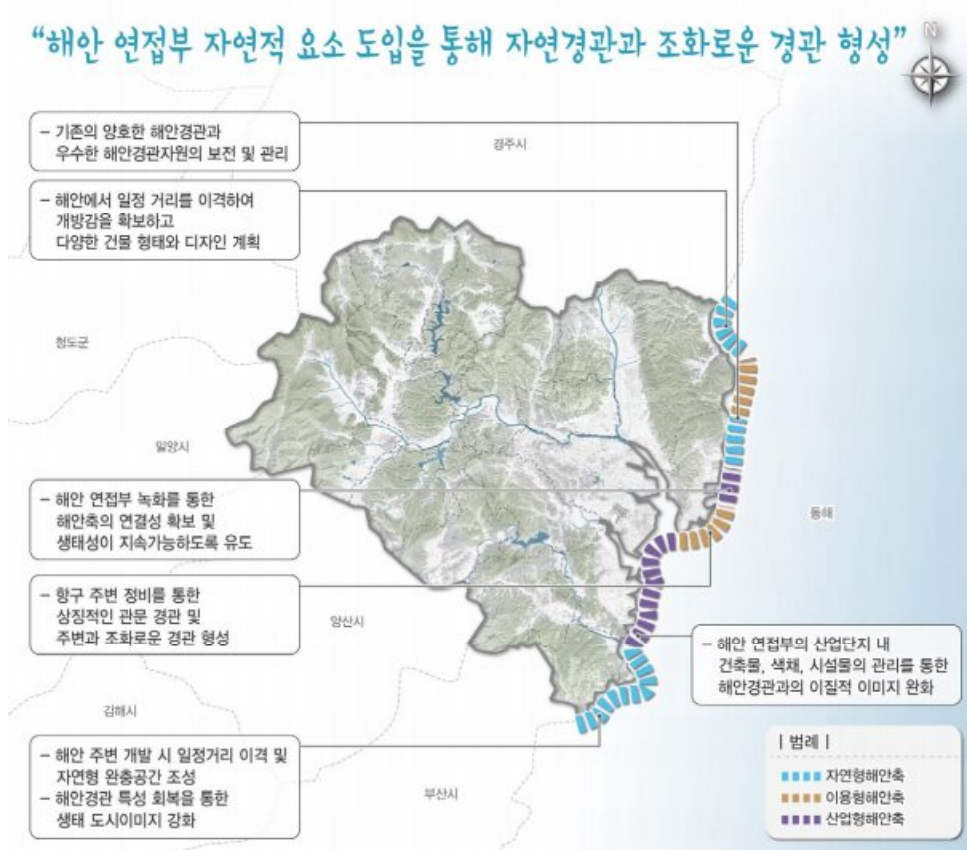 “해안 연접부 자연적 요소 도입을 통해 자연경관과 조화로운 경관 형성”
N
– 기존의 양호한 해안경관과
우수한 해안경관자원의 보전 및 관리
경주시
– 해안에서 일정 거리를 이격하여
개방감을 확보하고
다양한 건물 형태와 디자인 계획
청도군
밀양시
– 해안 연접부 녹화를 통한
해안축의 연결성 확보 및
생태성이 지속가능하도록 유도
동해
– 항구 주변 정비를 통한
상징적인 관문 경관 및
주변과 조화로운 경관 형성
양산시
– 해안 연접부의 산업단지 내
건축물, 색채, 시설물의 관리를 통한
해안경관과의 이질적 이미지 완화
김해시
– 해안 주변 개발 시 일정거리 이격 및
자연형 완충공간 조성
– 해안경관 특성 회복을 통한
생태 도시이미지 강화
부산시
| 범례 |
자연형해안축
이용형해안축
산업형해안축